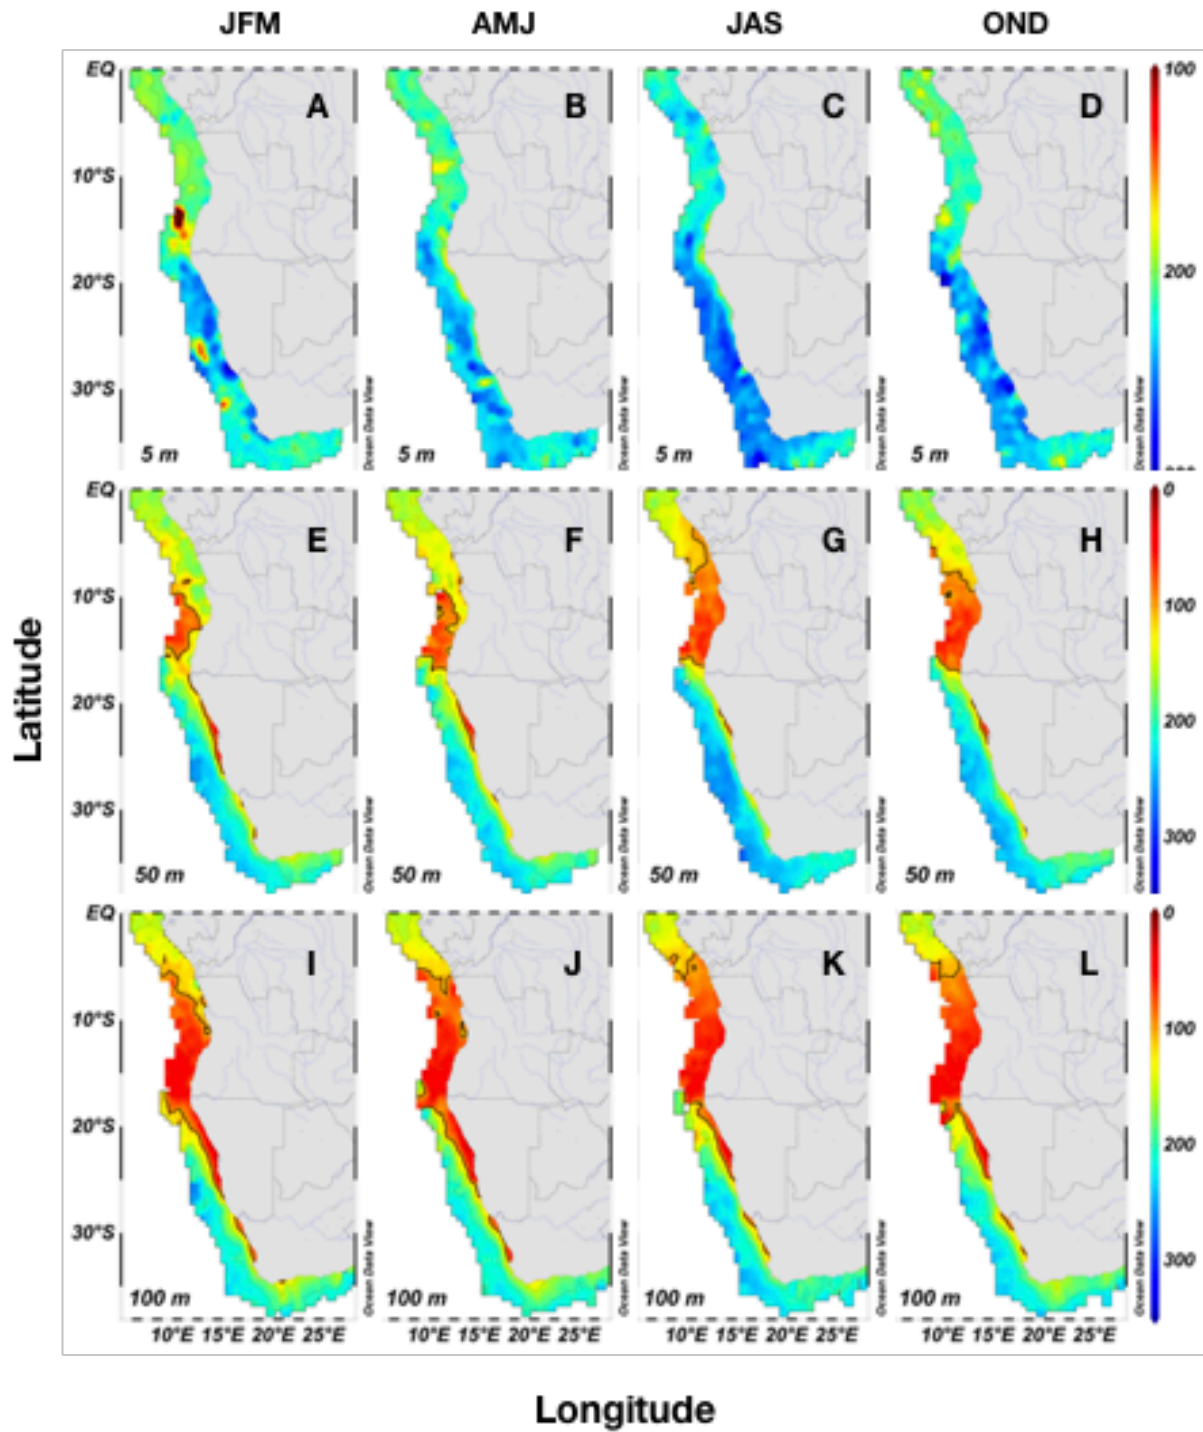 JFM AMJ JAS OND
EQ A B C D 100
10°S
20°S 200
30°S
5 m 5 m 5 m 5 m
Ocean Data View Ocean Data View Ocean Data View Ocean Data View
EQ E F G H 0
10°S 100
20°S 200
30°S 300
50 m 50 m 50 m 50 m
Ocean Data View Ocean Data View Ocean Data View Ocean Data View
Latitude
EQ I J K L 0
10°S 100
20°S 200
30°S 300
100 m 100 m 100 m 100 m
Ocean Data View Ocean Data View Ocean Data View Ocean Data View
10°E 15°E 20°E 25°E 10°E 15°E 20°E 25°E 10°E 15°E 20°E 25°E 10°E 15°E 20°E 25°E
Longitude